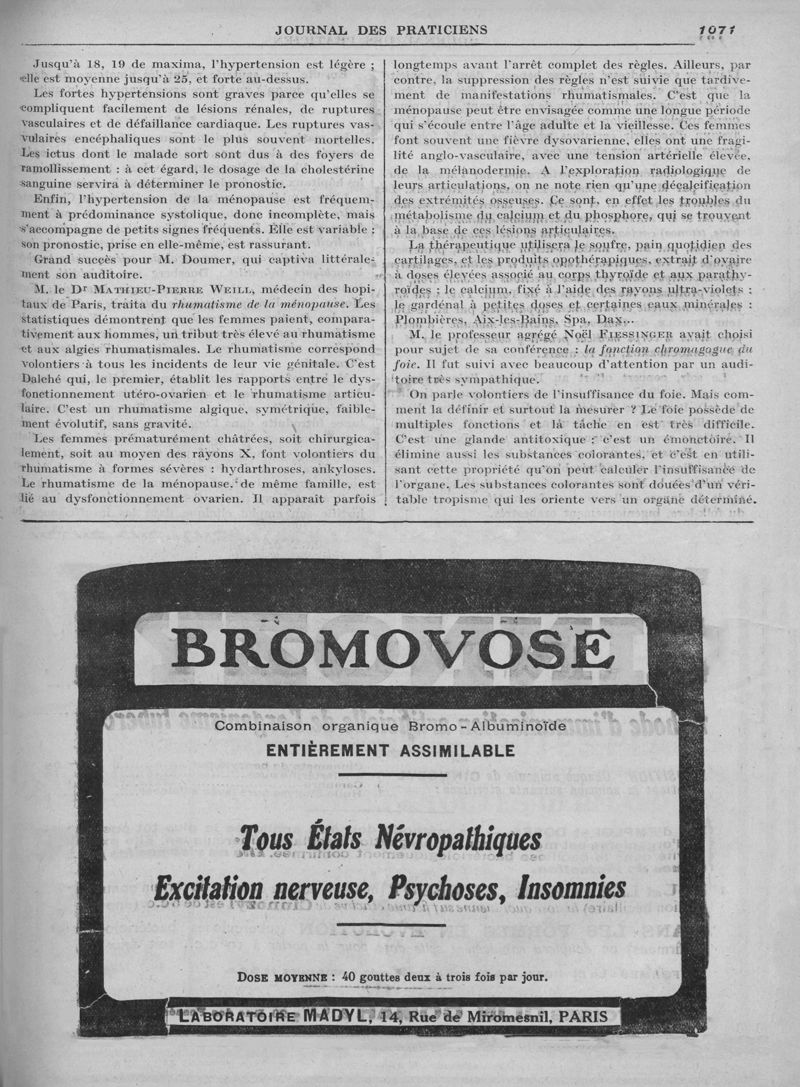 JOURNAL DES PRATICIENS
1071
Jusqu'à 18, 19 de maxima, l'hypertension est légère ;
elle est moyenne jusqu'à 25, et forte au-dessus.
Les fortes hypertensions sont graves parce qu'elles se
compliquent facilement de lésions rénales, de ruptures
vasculaires et de défaillance cardiaque. Les ruptures vas-
vulaires encéphaliques sont le plus souvent mortelles.
Les ictus dont le malade sort sont dus à des foyers de
ramollissement : à cet égard, le dosage de la cholestérine
sanguine servira à déterminer le pronostic.
Enfin, l'hypertension de la ménopause est fréquem-
ment à prédominance systolique, donc incomplète, mais
s'accompagne de petits signes fréquents. Elle est variable :
son pronostic, prise en elle-même, est rassurant.
Grand succès pour M. Doumer, qui captiva littérale-
ment son auditoire.
M. le Dr MATHIEU-PIERRE WEILL, médecin des hopi-
taux de Paris, traita du rhumatisme de la ménopause. Les
statistiques démontrent que les femmes paient, compara-
tivement aux hommes, un tribut très élevé au rhumatisme
et aux algies rhumatismales. Le rhumatisme correspond
volontiers à tous les incidents de leur vie génitale. C'est
Dalché qui, le premier, établit les rapports entre le dys-
fonctionnement utéro-ovarien et le rhumatisme articu-
laire. C'est un rhumatisme algique, symétrique, faible-
ment évolutif, sans gravité.
Les femmes prématurément châtrées, soit chirurgica-
lement, soit au moyen des rayons X, font volontiers du
rhumatisme à formes sévères : hydarthroses, ankyloses.
Le rhumatisme de la ménopause, de même famille, est
lié au dysfonctionnement ovarien. Il apparait parfois
longtemps avant l'arrêt complet des règles. Ailleurs, par
contre, la suppression des règles n'est suivie que tardive-
ment de manifestations rhumatismales. C'est que la
ménopause peut être envisagée comme une longue période
qui s'écoule entre l'âge adulte et la vieillesse. Ces femmes
font souvent une fièvre dysovarienne, elles ont une fragi-
lité anglo-vasculaire, avec une tension artérielle élevée,
de la mélanodermie. A l'exploration radiologique de
leurs articulations, on ne note rien qu'une décalcification
des extrémités osseuses. Ce sont, en effet les troubles du
métabolisme du calcium et du phosphore, qui se trouvent
à la base de ces lésions articulaires.
La thérapeutique utilisera le soufre, pain quotidien des
cartilages, et les produits opothérapiques, extrait d'ovaire
à doses élevées associé au corps thyroïde et aux parathy-
roïdes ; le calcium, fixé à l'aide des rayons ultra-violets ;
le gardénal à petites doses et certaines eaux minérales :
Plombières, Aix-les-Bains, Spa, Dax...
M. le professeur agrégé Noël FIESSINGER avait choisi
pour sujet de sa conférence : la fonction chromagogue du
foie. Il fut suivi avec beaucoup d'attention par un audi-
toire très sympathique.
On parle volontiers de l'insuffisance du foie. Mais com-
ment la définir et surtout la mesurer ? Le foie possède de
multiples fonctions et la tâche en est très difficile.
C'est une glande antitoxique : c'est un émonctoire. Il
élimine aussi les substances colorantes, et c'est en utili-
sant cette propriété qu'on peut calculer l'insuffisance de
l'organe. Les substances colorantes sont douées d'un véri-
table tropisme qui les oriente vers un organe déterminé.
BROMOVOSE
Combinaison organique Bromo-Albuminoïde
ENTIÈREMENT ASSIMILABLE
Tous États Névropathiques
Excitation nerveuse, Psychoses, Insomnies
DOSE MOYENNE : 40 gouttes deux à trois fois par jour.
LABORATOIRE MADYL, 14, Rue de Miromesnil, PARIS